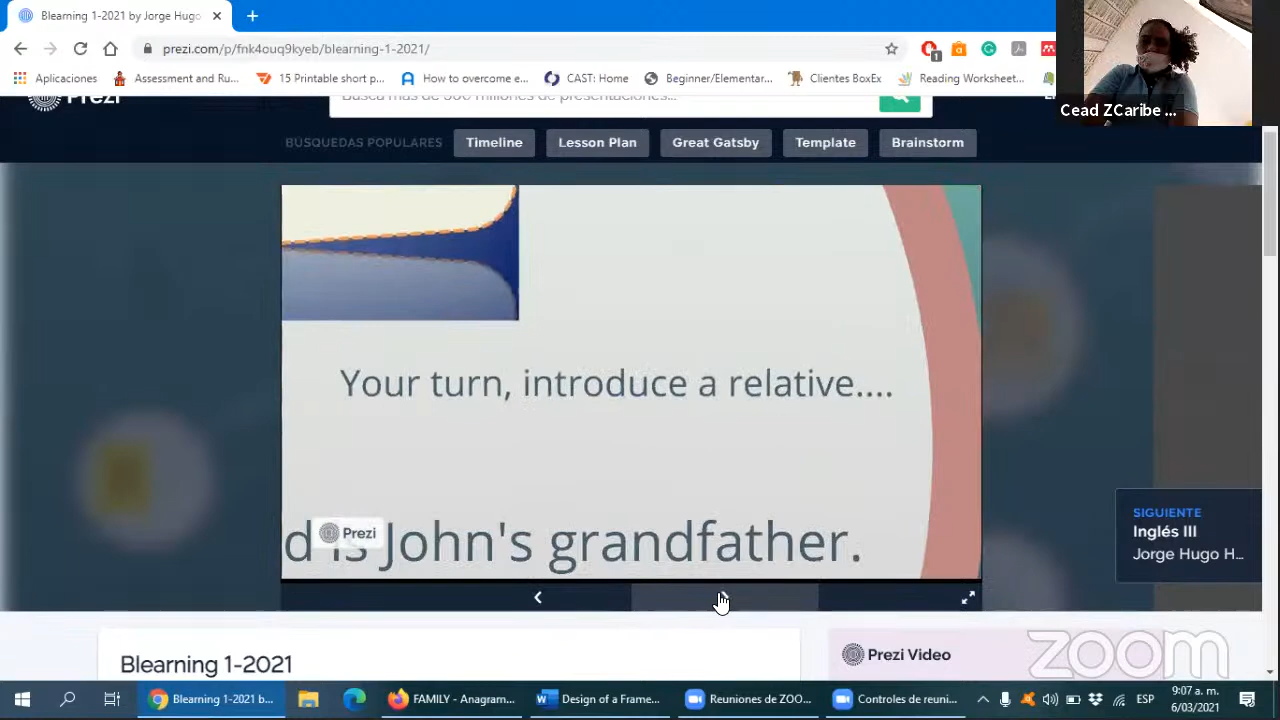 Blearning 1-2021 by Jorge Hugo
prezi.com/p/fnk4ouq9kyeb/blearning-1-2021/
1
Aplicaciones
Assessment and Ru...
15 Printable short p...
How to overcome e...
CAST: Home
Beginner/Elementar...
Clientes BoxEx
Reading Worksheet...
Cead ZCaribe ...
Prezi
BÚSQUEDAS POPULARES
Timeline
Lesson Plan
Great Gatsby
Template
Brainstorm
Your turn, introduce a relative....
d is John's grandfather.
Prezi
SIGUIENTE
Inglés III
Jorge Hugo H...
Blearning 1-2021
Prezi Video
zoom
Blearning 1-2021 b...
FAMILY - Anagram...
Design of a Frame...
Reuniones de ZOO...
Controles de reuni...
ESP
9:07 a. m.
6/03/2021